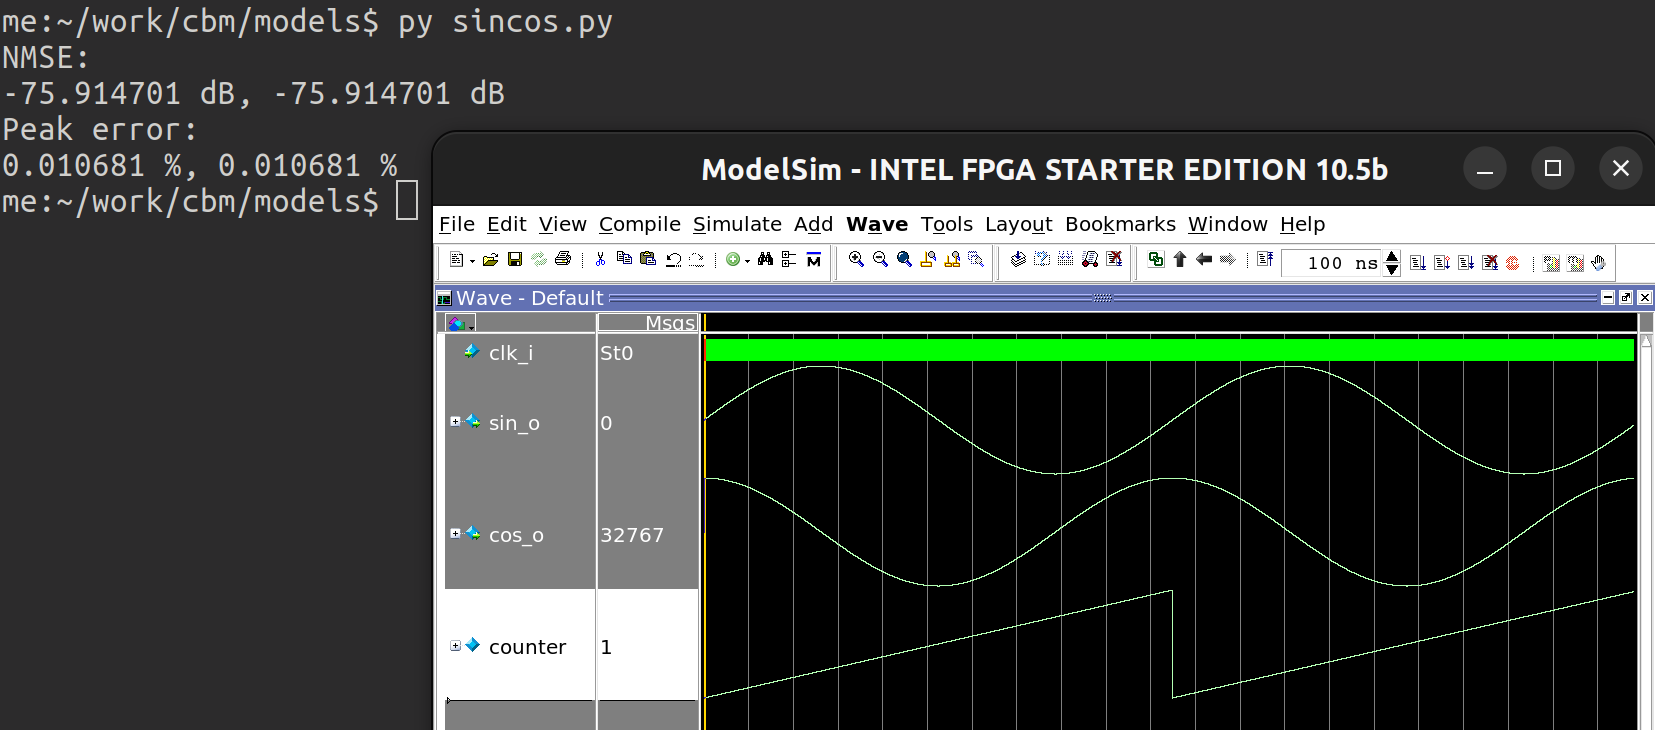 me:~/work/cbm/models$ py sincos.py
NMSE:
-75.914701 dB, -75.914701 dB
Peak error:
0.010681 %, 0.010681 %
me:~/work/cbm/models$
ModelSim - INTEL FPGA STARTER EDITION 10.5b
File Edit View Compile Simulate Add Wave Tools Layout Bookmarks Window Help
100 ns
Wave - Default
Msgs
clk_i St0
sin_o 0
cos_o 32767
counter 1